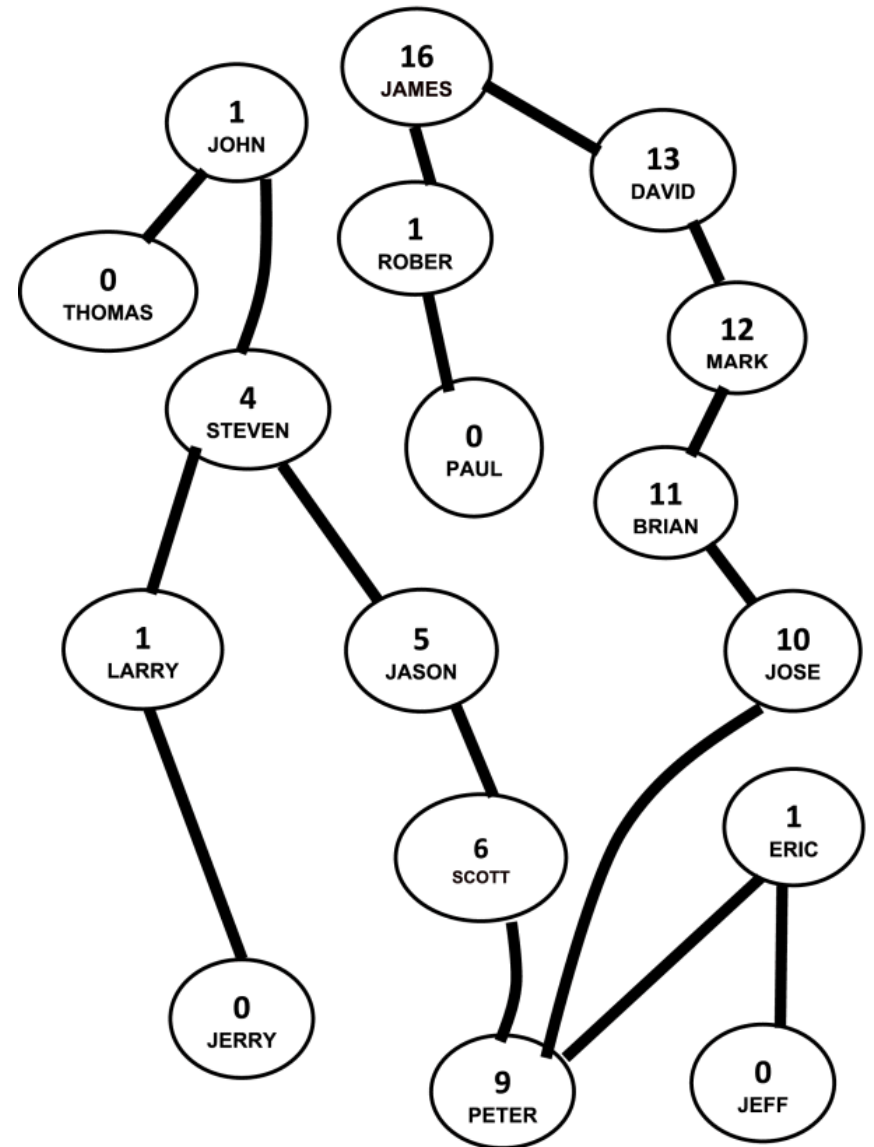 16
JAMES
1
JOHN
13
DAVID
1
ROBER
0
THOMAS
12
MARK
4
STEVEN
0
PAUL
11
BRIAN
1
LARRY
5
JASON
10
JOSE
6
SCOTT
1
ERIC
0
JERRY
9
PETER
0
JEFF